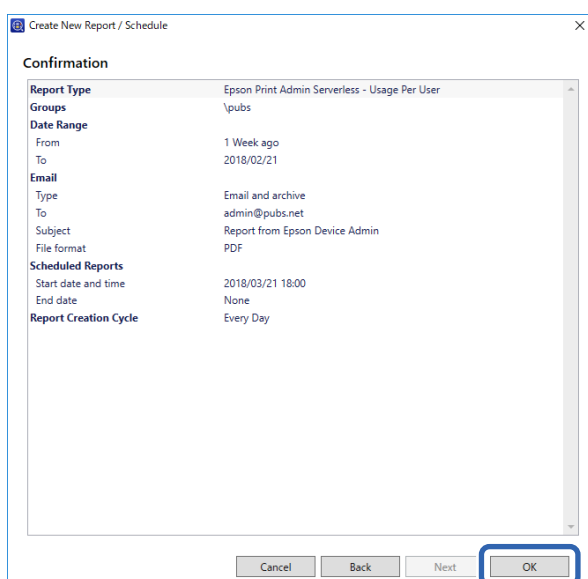 Create New Report / Schedule
Confirmation
Report Type Epson Print Admin Serverless - Usage Per User
Groups \pubs
Date Range
From 1 Week ago
To 2018/02/21
Email
Type Email and archive
To admin@pubs.net
Subject Report from Epson Device Admin
File format PDF
Scheduled Reports
Start date and time 2018/03/21 18:00
End date None
Report Creation Cycle Every Day
Cancel Back Next OK